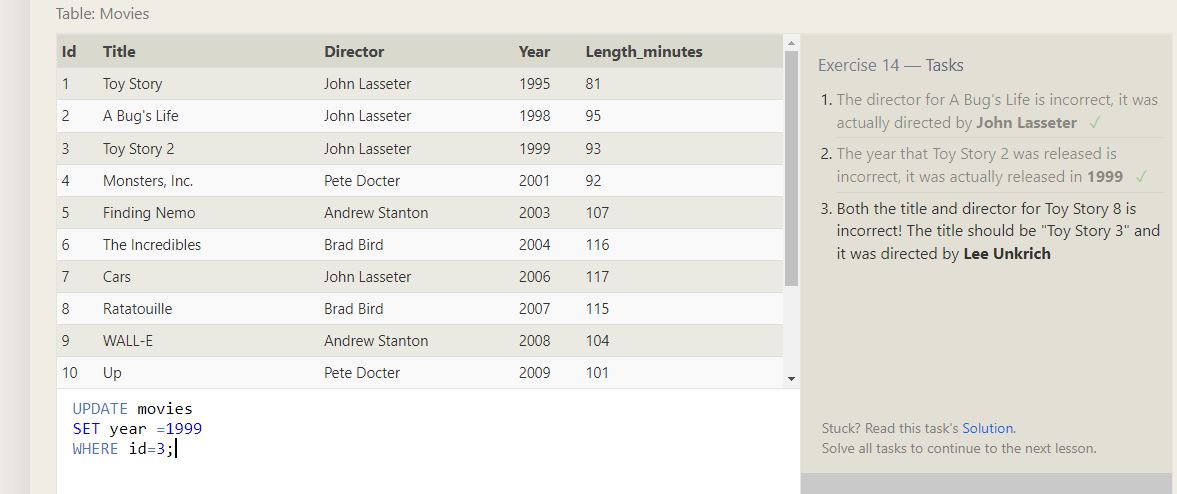 Table: Movies
Id Title Director Year Length_minutes
1 Toy Story John Lasseter 1995 81
2 A Bug's Life John Lasseter 1998 95
3 Toy Story 2 John Lasseter 1999 93
4 Monsters, Inc. Pete Docter 2001 92
5 Finding Nemo Andrew Stanton 2003 107
6 The Incredibles Brad Bird 2004 116
7 Cars John Lasseter 2006 117
8 Ratatouille Brad Bird 2007 115
9 WALL-E Andrew Stanton 2008 104
10 Up Pete Docter 2009 101
UPDATE movies
SET year =1999
WHERE id=3;
Exercise 14 — Tasks
1. The director for A Bug's Life is incorrect, it was
actually directed by John Lasseter ✓
2. The year that Toy Story 2 was released is
incorrect, it was actually released in 1999 ✓
3. Both the title and director for Toy Story 8 is
incorrect! The title should be "Toy Story 3" and
it was directed by Lee Unkrich
Stuck? Read this task's Solution.
Solve all tasks to continue to the next lesson.